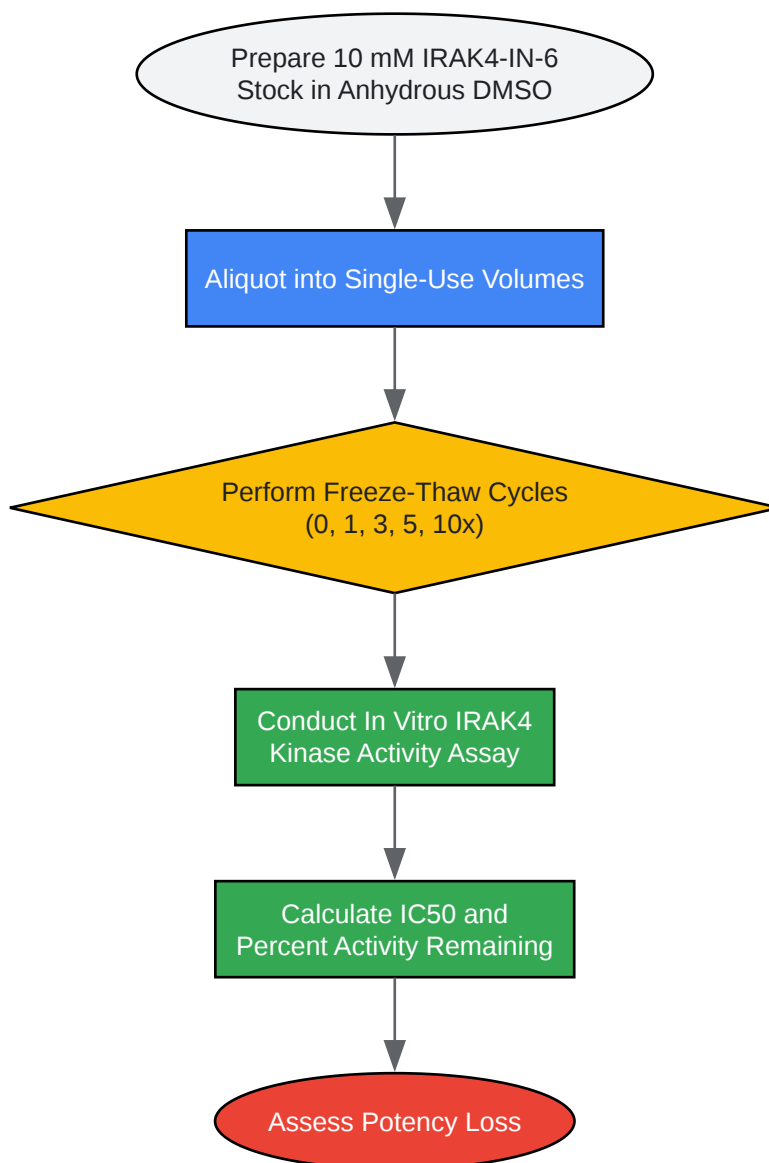 Prepare 10 mM IRAK4-IN-6
Stock in Anhydrous DMSO
Aliquot into Single-Use Volumes
Perform Freeze-Thaw Cycles
(0, 1, 3, 5, 10x)
Conduct In Vitro IRAK4
Kinase Activity Assay
Calculate IC50 and
Percent Activity Remaining
Assess Potency Loss